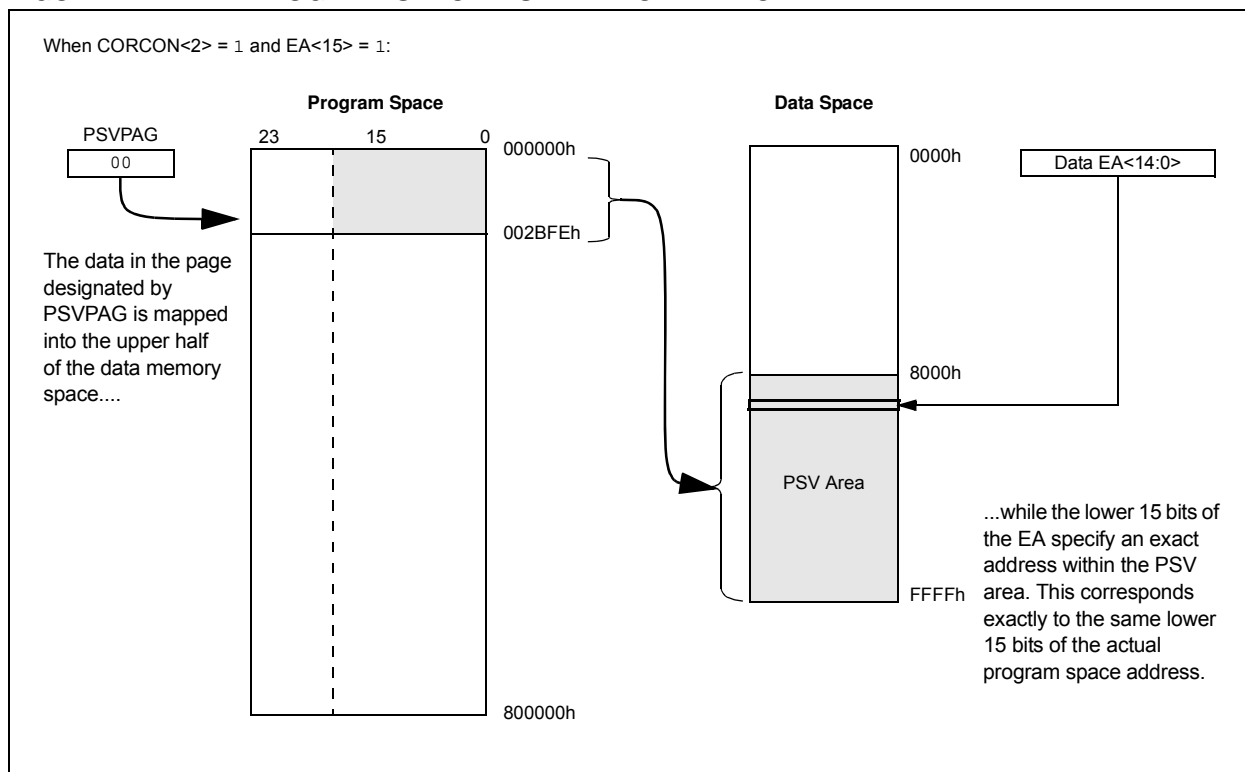 When CORCON<2> = 1 and EA<15> = 1:
Program Space
Data Space
PSVPAG
23 15 0
000000h
0000h
00
Data EA<14:0>
002BFEh
The data in the page
designated by
PSVPAG is mapped
into the upper half
of the data memory
space....
8000h
PSV Area
...while the lower 15 bits of
the EA specify an exact
address within the PSV
area. This corresponds
exactly to the same lower
15 bits of the actual
program space address.
FFFFh
800000h